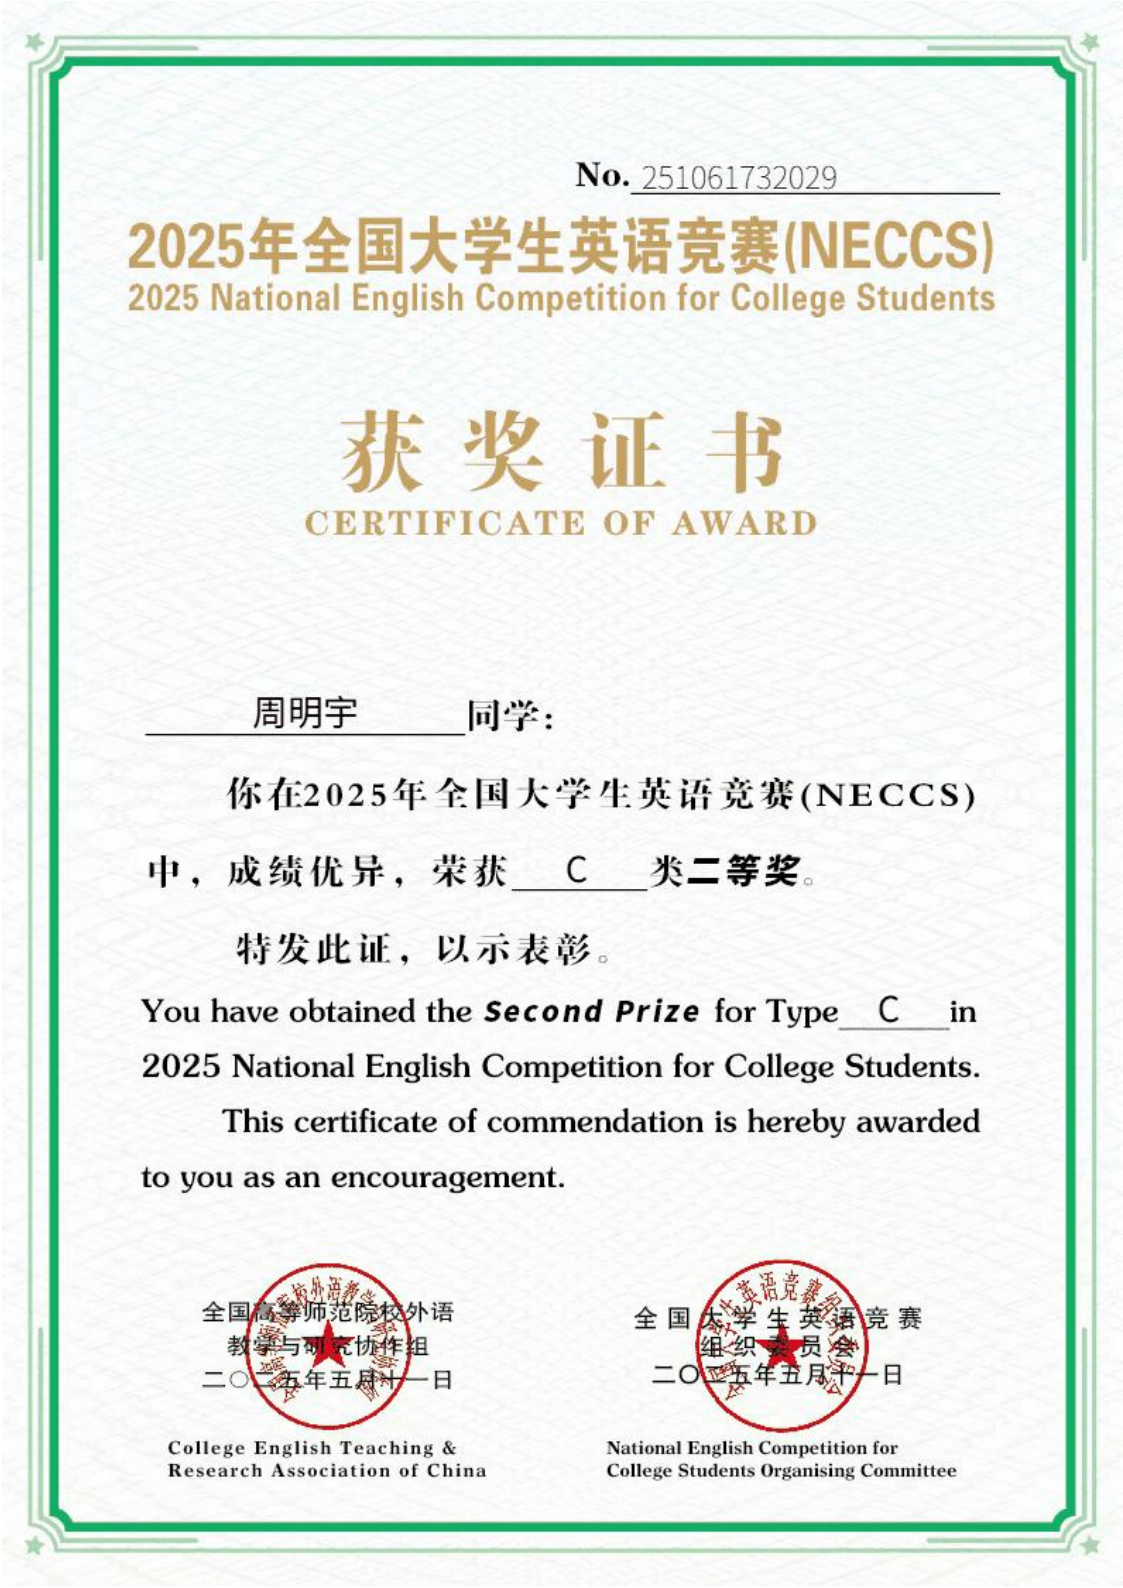 No. 251061732029
2025年全国大学生英语竞赛(NECCS)
2025 National English Competition for College Students
获奖证书
CERTIFICATE OF AWARD
周明宇 同学：
你在2025年全国大学生英语竞赛(NECCS)
中，成绩优异，荣获 C 类二等奖。
特发此证，以示表彰。
You have obtained the Second Prize for Type C in
2025 National English Competition for College Students.
This certificate of commendation is hereby awarded
to you as an encouragement.
全国高等师范院校外语
教学与研究协作组
二〇二五年五月十一日
College English Teaching &
Research Association of China
全国大学生英语竞赛
组织委员会
二〇二五年五月十一日
National English Competition for
College Students Organising Committee